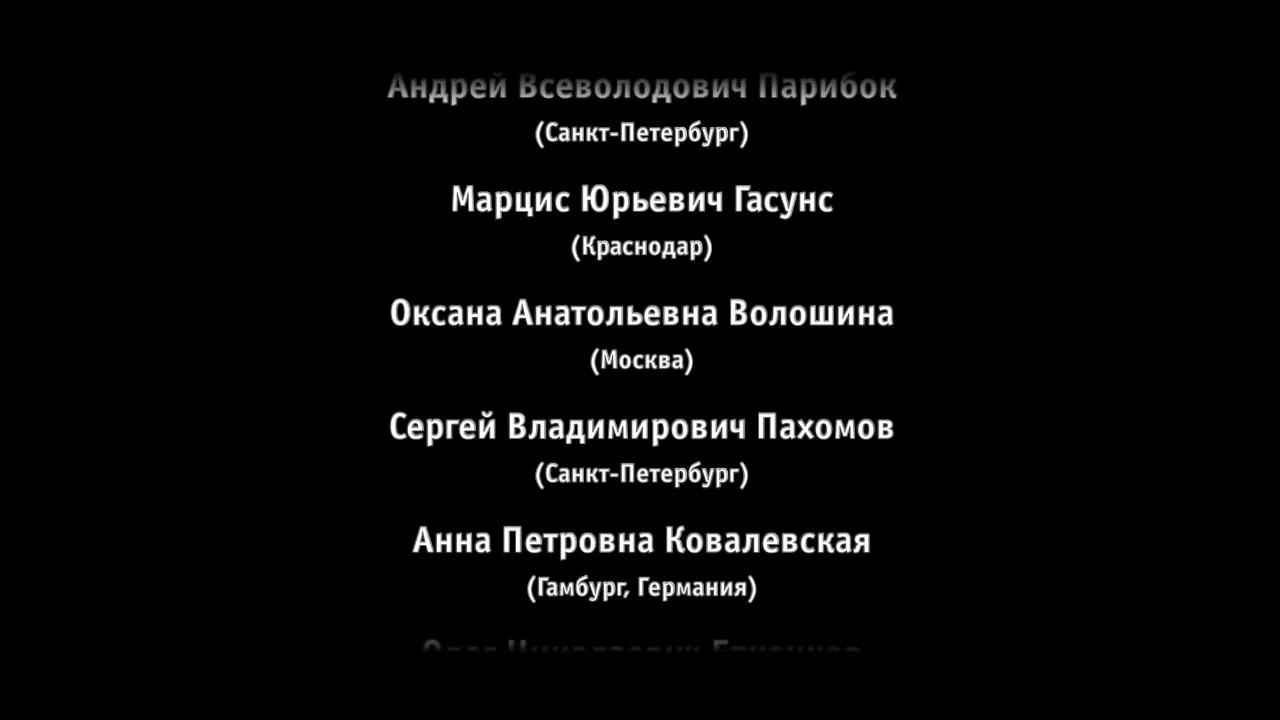 Андрей Всеволодович Парибок
(Санкт-Петербург)
Марцис Юрьевич Гасунс
(Краснодар)
Оксана Анатольевна Волошина
(Москва)
Сергей Владимирович Пахомов
(Санкт-Петербург)
Анна Петровна Ковалевская
(Гамбург, Германия)